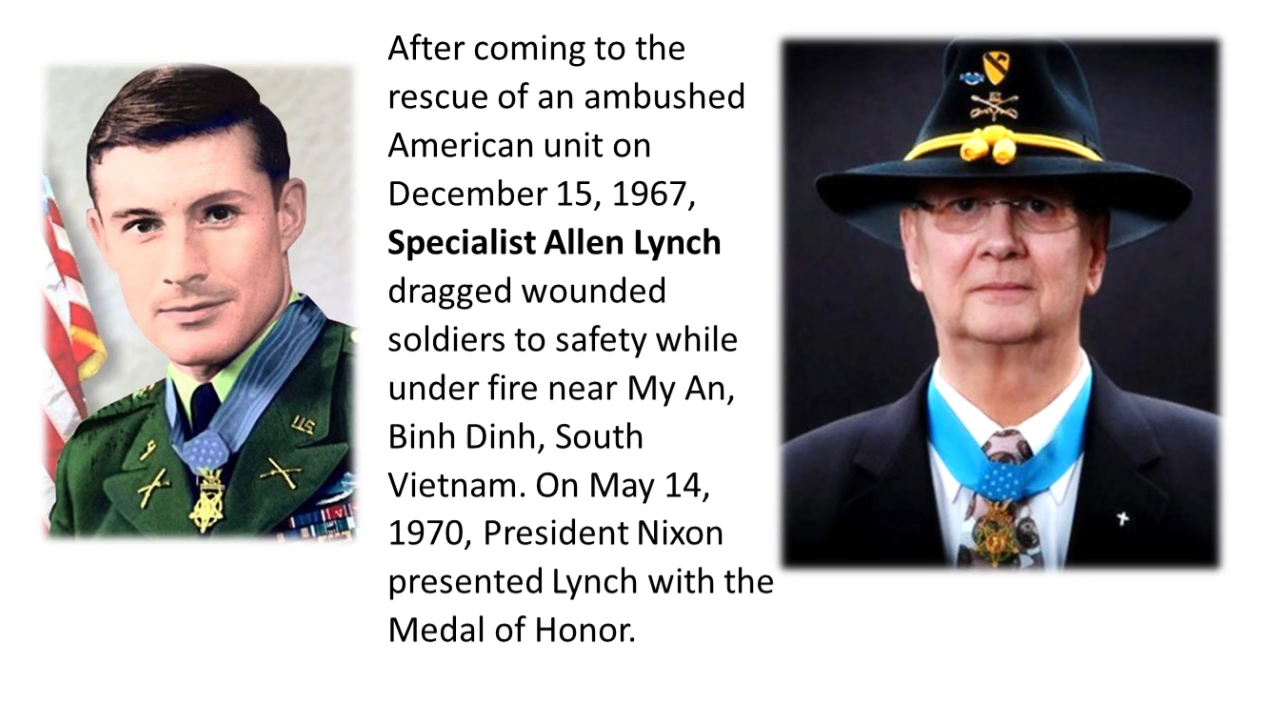 After coming to the
rescue of an ambushed
American unit on
December 15, 1967,
Specialist Allen Lynch
dragged wounded
soldiers to safety while
under fire near My An,
Binh Dinh, South
Vietnam. On May 14,
1970, President Nixon
presented Lynch with the
Medal of Honor.
US